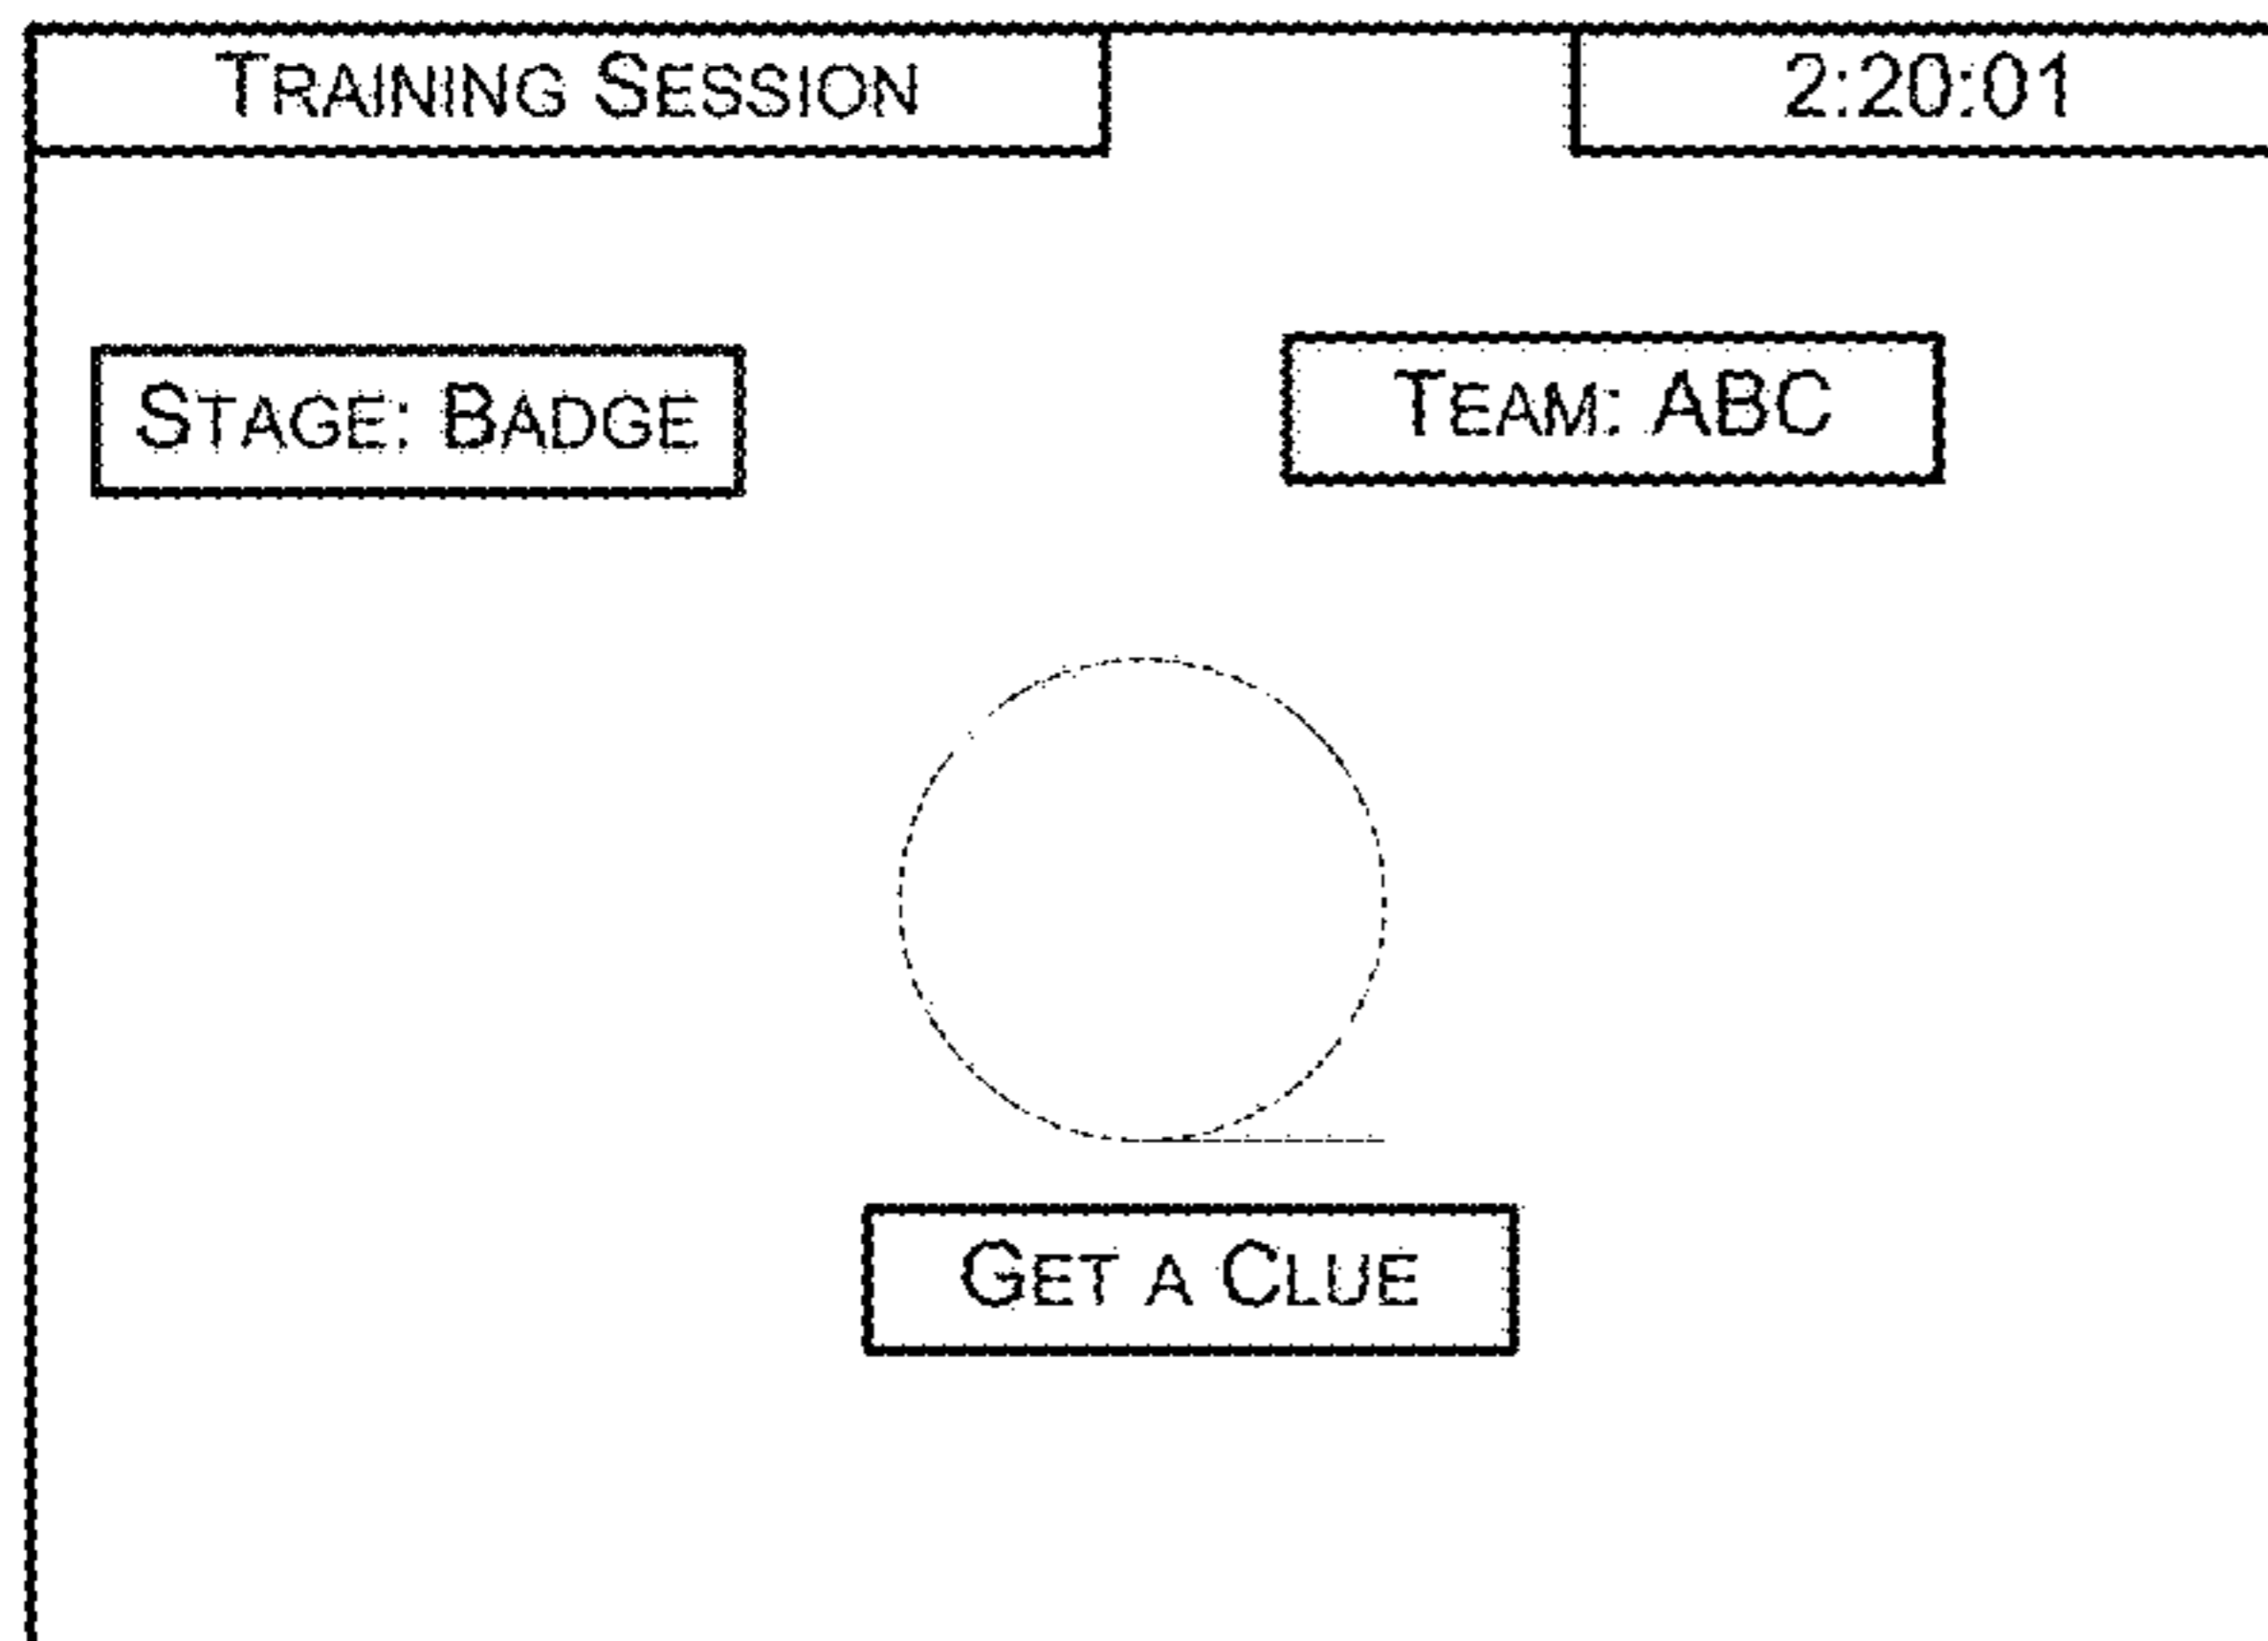 TRAINING SESSION
2:20:01
STAGE: BADGE
TEAM: ABC
GET A CLUE